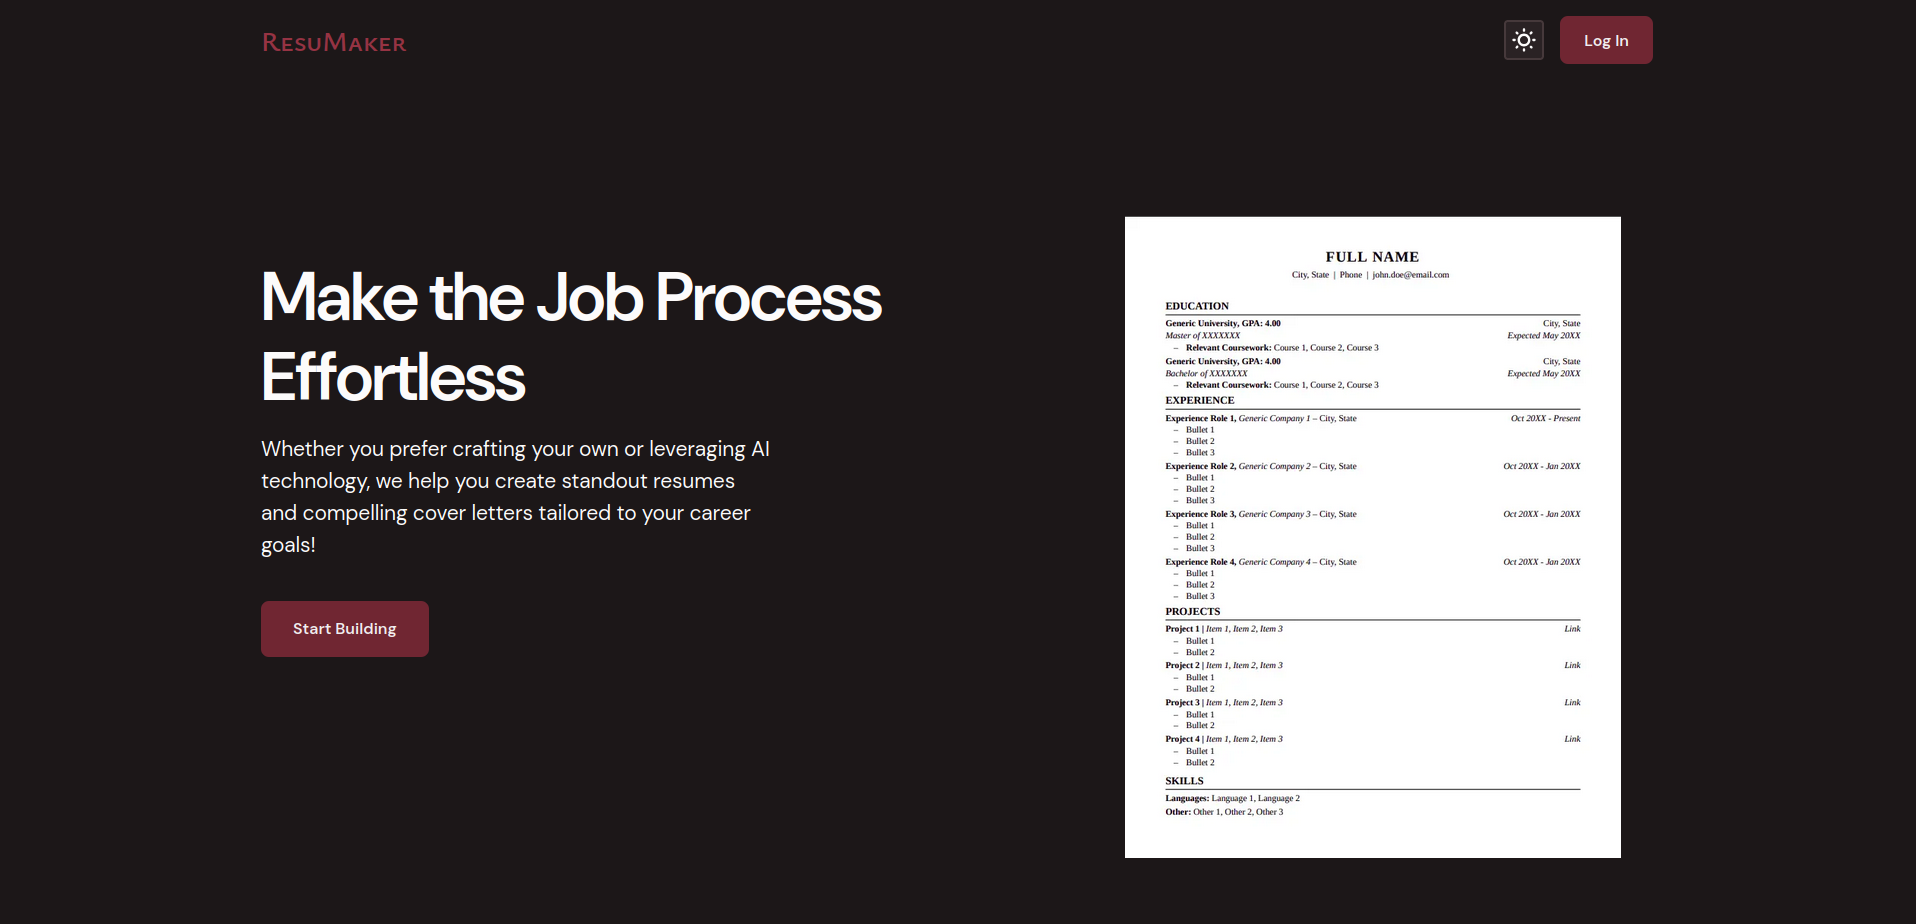 ResuMaker
Log In
Make the Job Process
Effortless
Whether you prefer crafting your own or leveraging AI
technology, we help you create standout resumes
and compelling cover letters tailored to your career
goals!
Start Building
FULL NAME
City, State | Phone | john.doe@email.com
EDUCATION
Generic University, GPA: 4.00 City, State
Master of XXXXXXX Expected May 20XX
– Relevant Coursework: Course 1, Course 2, Course 3
Generic University, GPA: 4.00 City, State
Bachelor of XXXXXXX Expected May 20XX
– Relevant Coursework: Course 1, Course 2, Course 3
EXPERIENCE
Experience Role 1, Generic Company 1 – City, State Oct 20XX - Present
– Bullet 1
– Bullet 2
– Bullet 3
Experience Role 2, Generic Company 2 – City, State Oct 20XX - Jan 20XX
– Bullet 1
– Bullet 2
– Bullet 3
Experience Role 3, Generic Company 3 – City, State Oct 20XX - Jan 20XX
– Bullet 1
– Bullet 2
– Bullet 3
Experience Role 4, Generic Company 4 – City, State Oct 20XX - Jan 20XX
– Bullet 1
– Bullet 2
– Bullet 3
PROJECTS
Project 1 | Item 1, Item 2, Item 3 Link
– Bullet 1
– Bullet 2
Project 2 | Item 1, Item 2, Item 3 Link
– Bullet 1
– Bullet 2
Project 3 | Item 1, Item 2, Item 3 Link
– Bullet 1
– Bullet 2
Project 4 | Item 1, Item 2, Item 3 Link
– Bullet 1
– Bullet 2
SKILLS
Languages: Language 1, Language 2
Other: Other 1, Other 2, Other 3